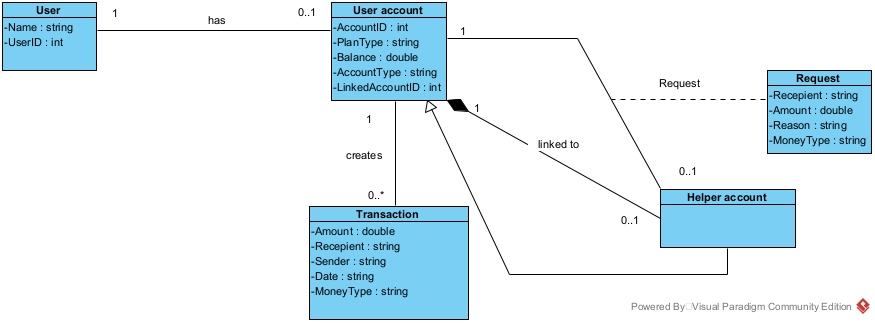 User
-Name : string
-UserID : int
1
has
0..1
User account
-AccountID : int
-PlanType : string
-Balance : double
-AccountType : string
-LinkedAccountID : int
1
Request
Request
-Recepient : string
-Amount : double
-Reason : string
-MoneyType : string
1
1
creates
linked to
0..1
0..*
0..1
Helper account
Transaction
-Amount : double
-Recepient : string
-Sender : string
-Date : string
-MoneyType : string
Powered By Visual Paradigm Community Edition